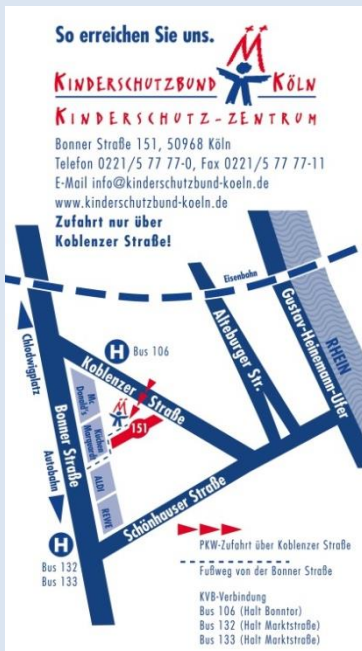 So erreichen Sie uns.
KINDERSCHUTZBUND KÖLN
KINDERSCHUTZ-ZENTRUM
Bonner Straße 151, 50968 Köln
Telefon 0221/5 77 77-0, Fax 0221/5 77 77-11
E-Mail info@kinderschutzbund-koeln.de
www.kinderschutzbund-koeln.de
Zufahrt nur über
Koblenzer Straße!
Eisenbahn
Chlodwigplatz
H Bus 106
Koblenzer Straße
Alteburger Str.
Gustav-Heinemann-Ufer
RHEIN
Mc
Donald's
Küchen
Marquardt
ALDI
REWE
151
Bonner Straße
Autobahn
Schönhauser Straße
H
Bus 132
Bus 133
PKW-Zufahrt über Koblenzer Straße
Fußweg von der Bonner Straße
KVB-Verbindung
Bus 106 (Halt Bonntor)
Bus 132 (Halt Marktstraße)
Bus 133 (Halt Marktstraße)